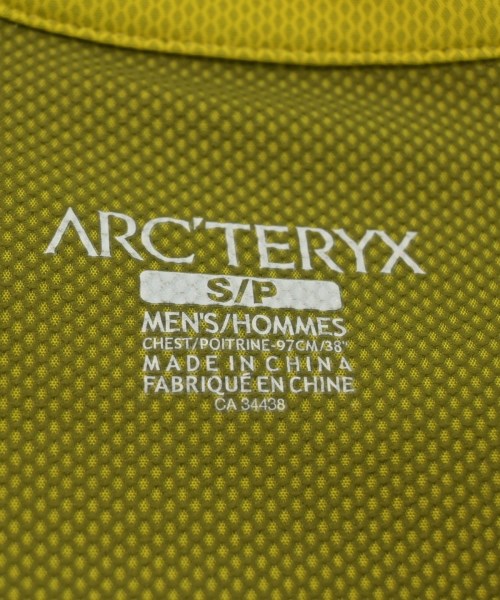 ARC'TERYX
S/P
MEN'S/HOMMES
CHEST/POITRINE-97CM/38"
MADE IN CHINA
FABRIQUÉ EN CHINE
CA 34438